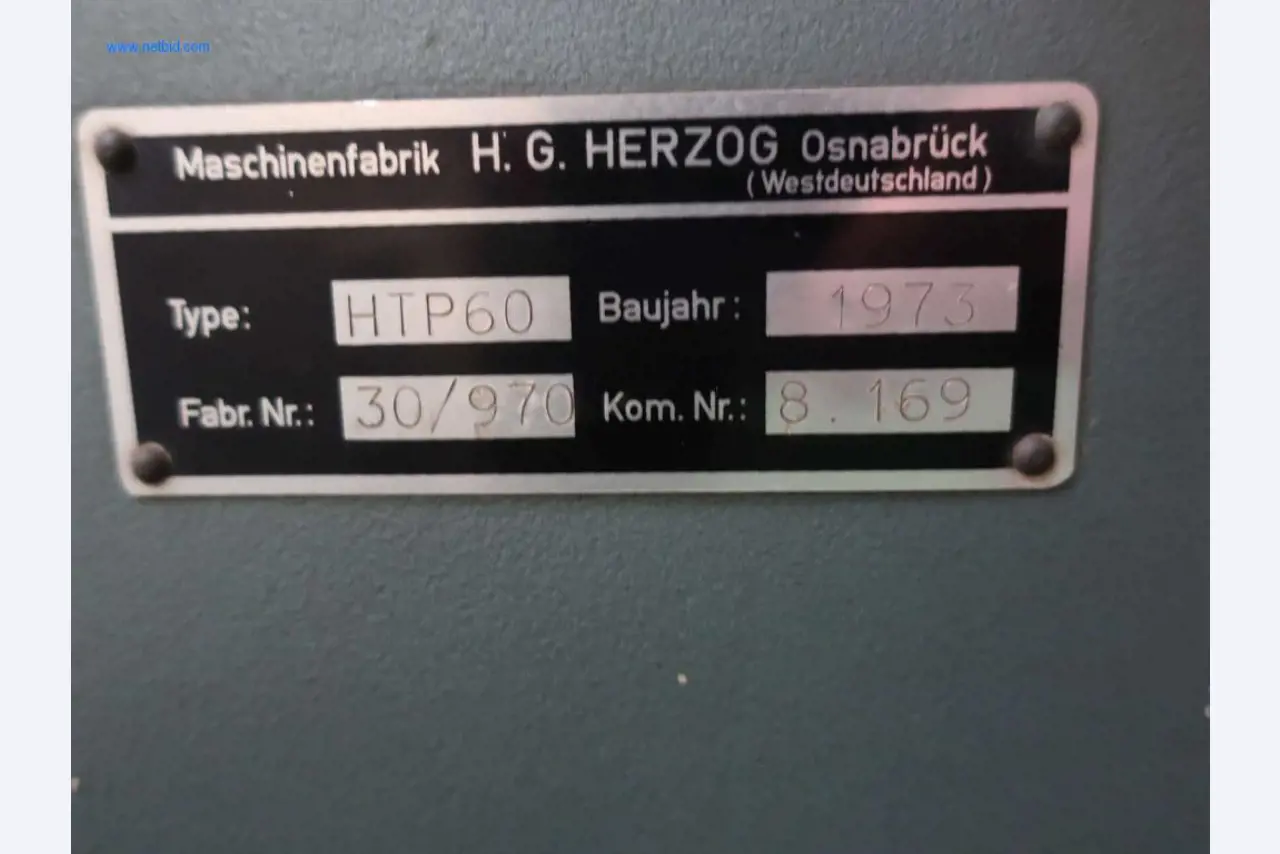 www.netbid.com
Maschinenfabrik H. G. HERZOG Osnabrück
(Westdeutschland)
Type: HTP60 Baujahr: 1973
Fabr. Nr.: 30/970 Kom. Nr.: 8.169